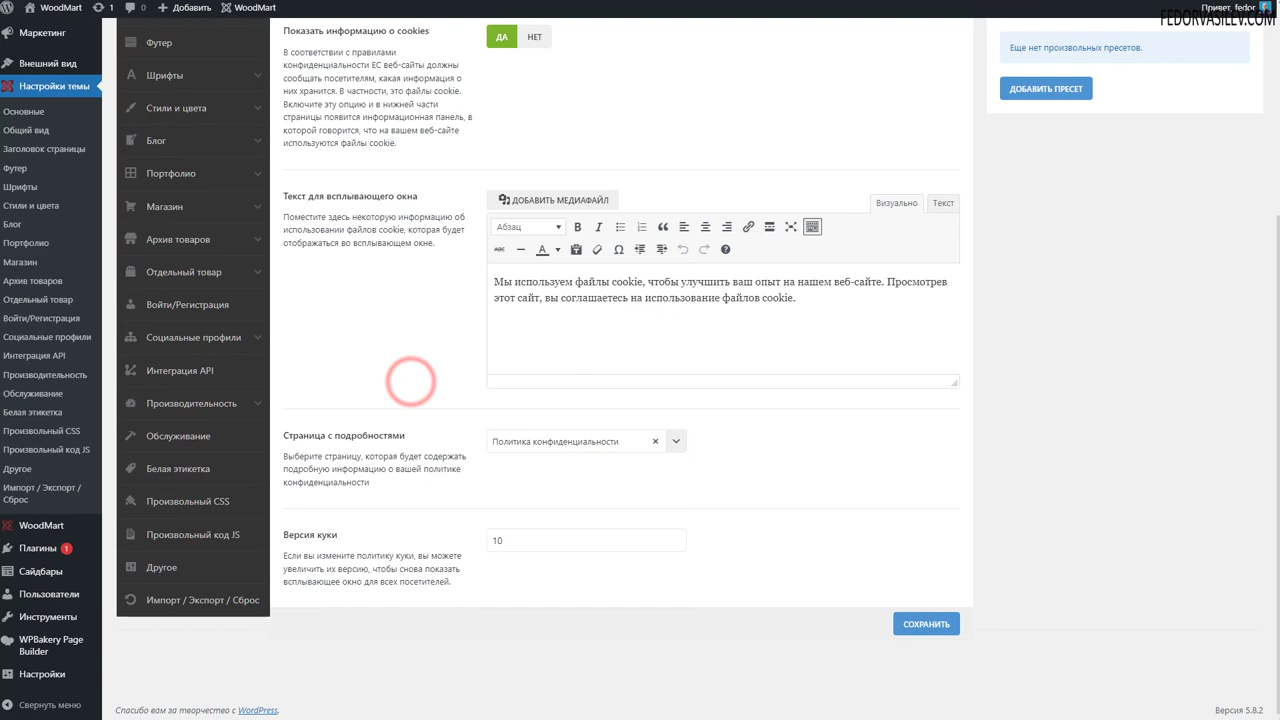 WoodMart
1
0
+ Добавить
WoodMart
Привет, fedor
FEDORVASILEV.COM
Маркетинг
Внешний вид
Настройки темы
Основные
Общий вид
Заголовок страницы
Футер
Шрифты
Стили и цвета
Блог
Портфолио
Магазин
Архив товаров
Отдельный товар
Войти/Регистрация
Социальные профили
Интеграция API
Производительность
Обслуживание
Белая этикетка
Произвольный CSS
Произвольный код JS
Другое
Импорт / Экспорт /
Сброс
WoodMart
Плагины 1
Сайдбары
Пользователи
Инструменты
WPBakery Page
Builder
Настройки
Свернуть меню
Футер
Шрифты
Стили и цвета
Блог
Портфолио
Магазин
Архив товаров
Отдельный товар
Войти/Регистрация
Социальные профили
Интеграция API
Производительность
Обслуживание
Белая этикетка
Произвольный CSS
Произвольный код JS
Другое
Импорт / Экспорт / Сброс
Показать информацию о cookies
В соответствии с правилами
конфиденциальности ЕС веб-сайты должны
сообщать посетителям, какая информация о
них хранится. В частности, это файлы cookie.
Включите эту опцию и в нижней части
страницы появится информационная панель, в
которой говорится, что на вашем веб-сайте
используются файлы cookie.
ДА НЕТ
Текст для всплывающего окна
Поместите здесь некоторую информацию об
использовании файлов cookie, которая будет
отображаться во всплывающем окне.
ДОБАВИТЬ МЕДИАФАЙЛ
Визуально Текст
Абзац
Мы используем файлы cookie, чтобы улучшить ваш опыт на нашем веб-сайте. Просмотрев
этот сайт, вы соглашаетесь на использование файлов cookie.
Страница с подробностями
Выберите страницу, которая будет содержать
подробную информацию о вашей политике
конфиденциальности
Политика конфиденциальности
Версия куки
Если вы измените политику куки, вы можете
увеличить их версию, чтобы снова показать
всплывающее окно для всех посетителей.
10
СОХРАНИТЬ
Еще нет произвольных пресетов.
ДОБАВИТЬ ПРЕСЕТ
Спасибо вам за творчество с WordPress.
Версия 5.8.2